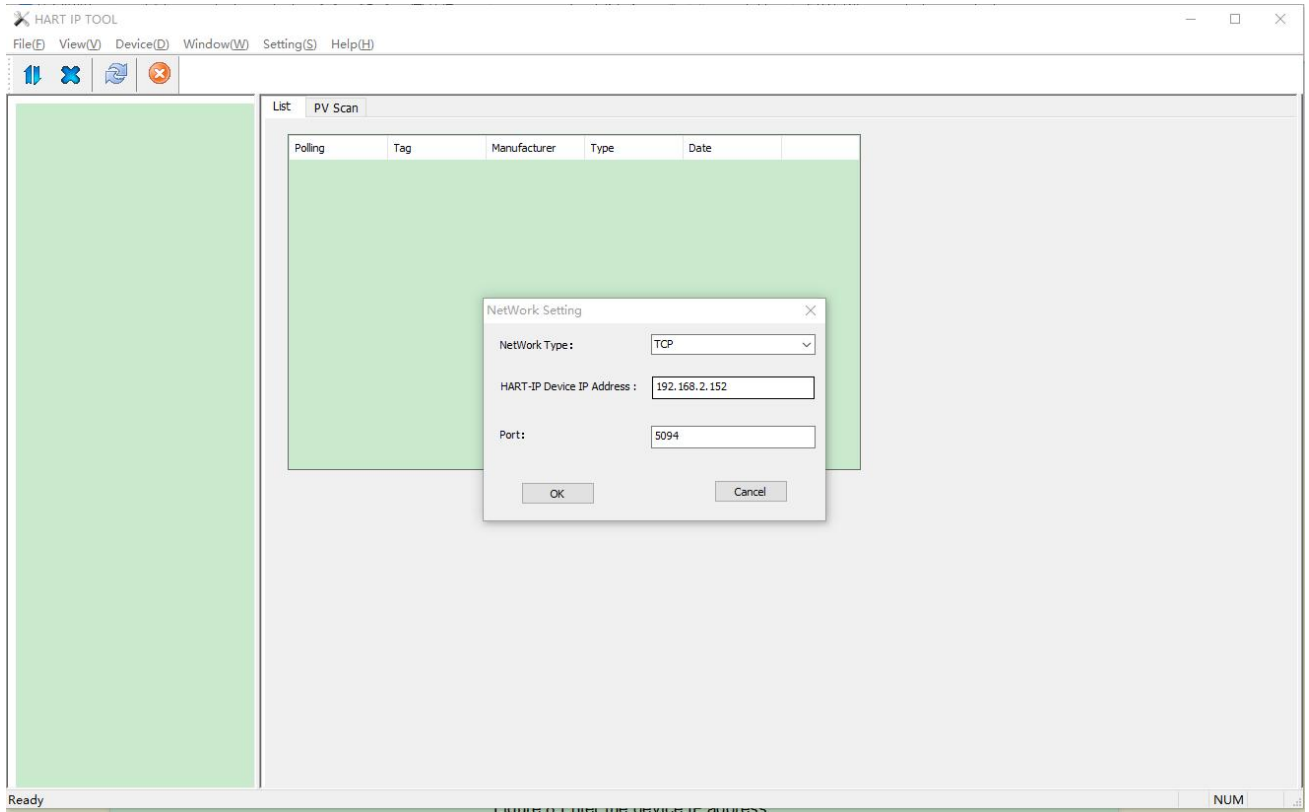 HART IP TOOL
File(F) View(V) Device(D) Window(W) Setting(S) Help(H)
List PV Scan
Polling Tag Manufacturer Type Date
NetWork Setting
NetWork Type: TCP
HART-IP Device IP Address : 192.168.2.152
Port: 5094
OK Cancel
Ready NUM